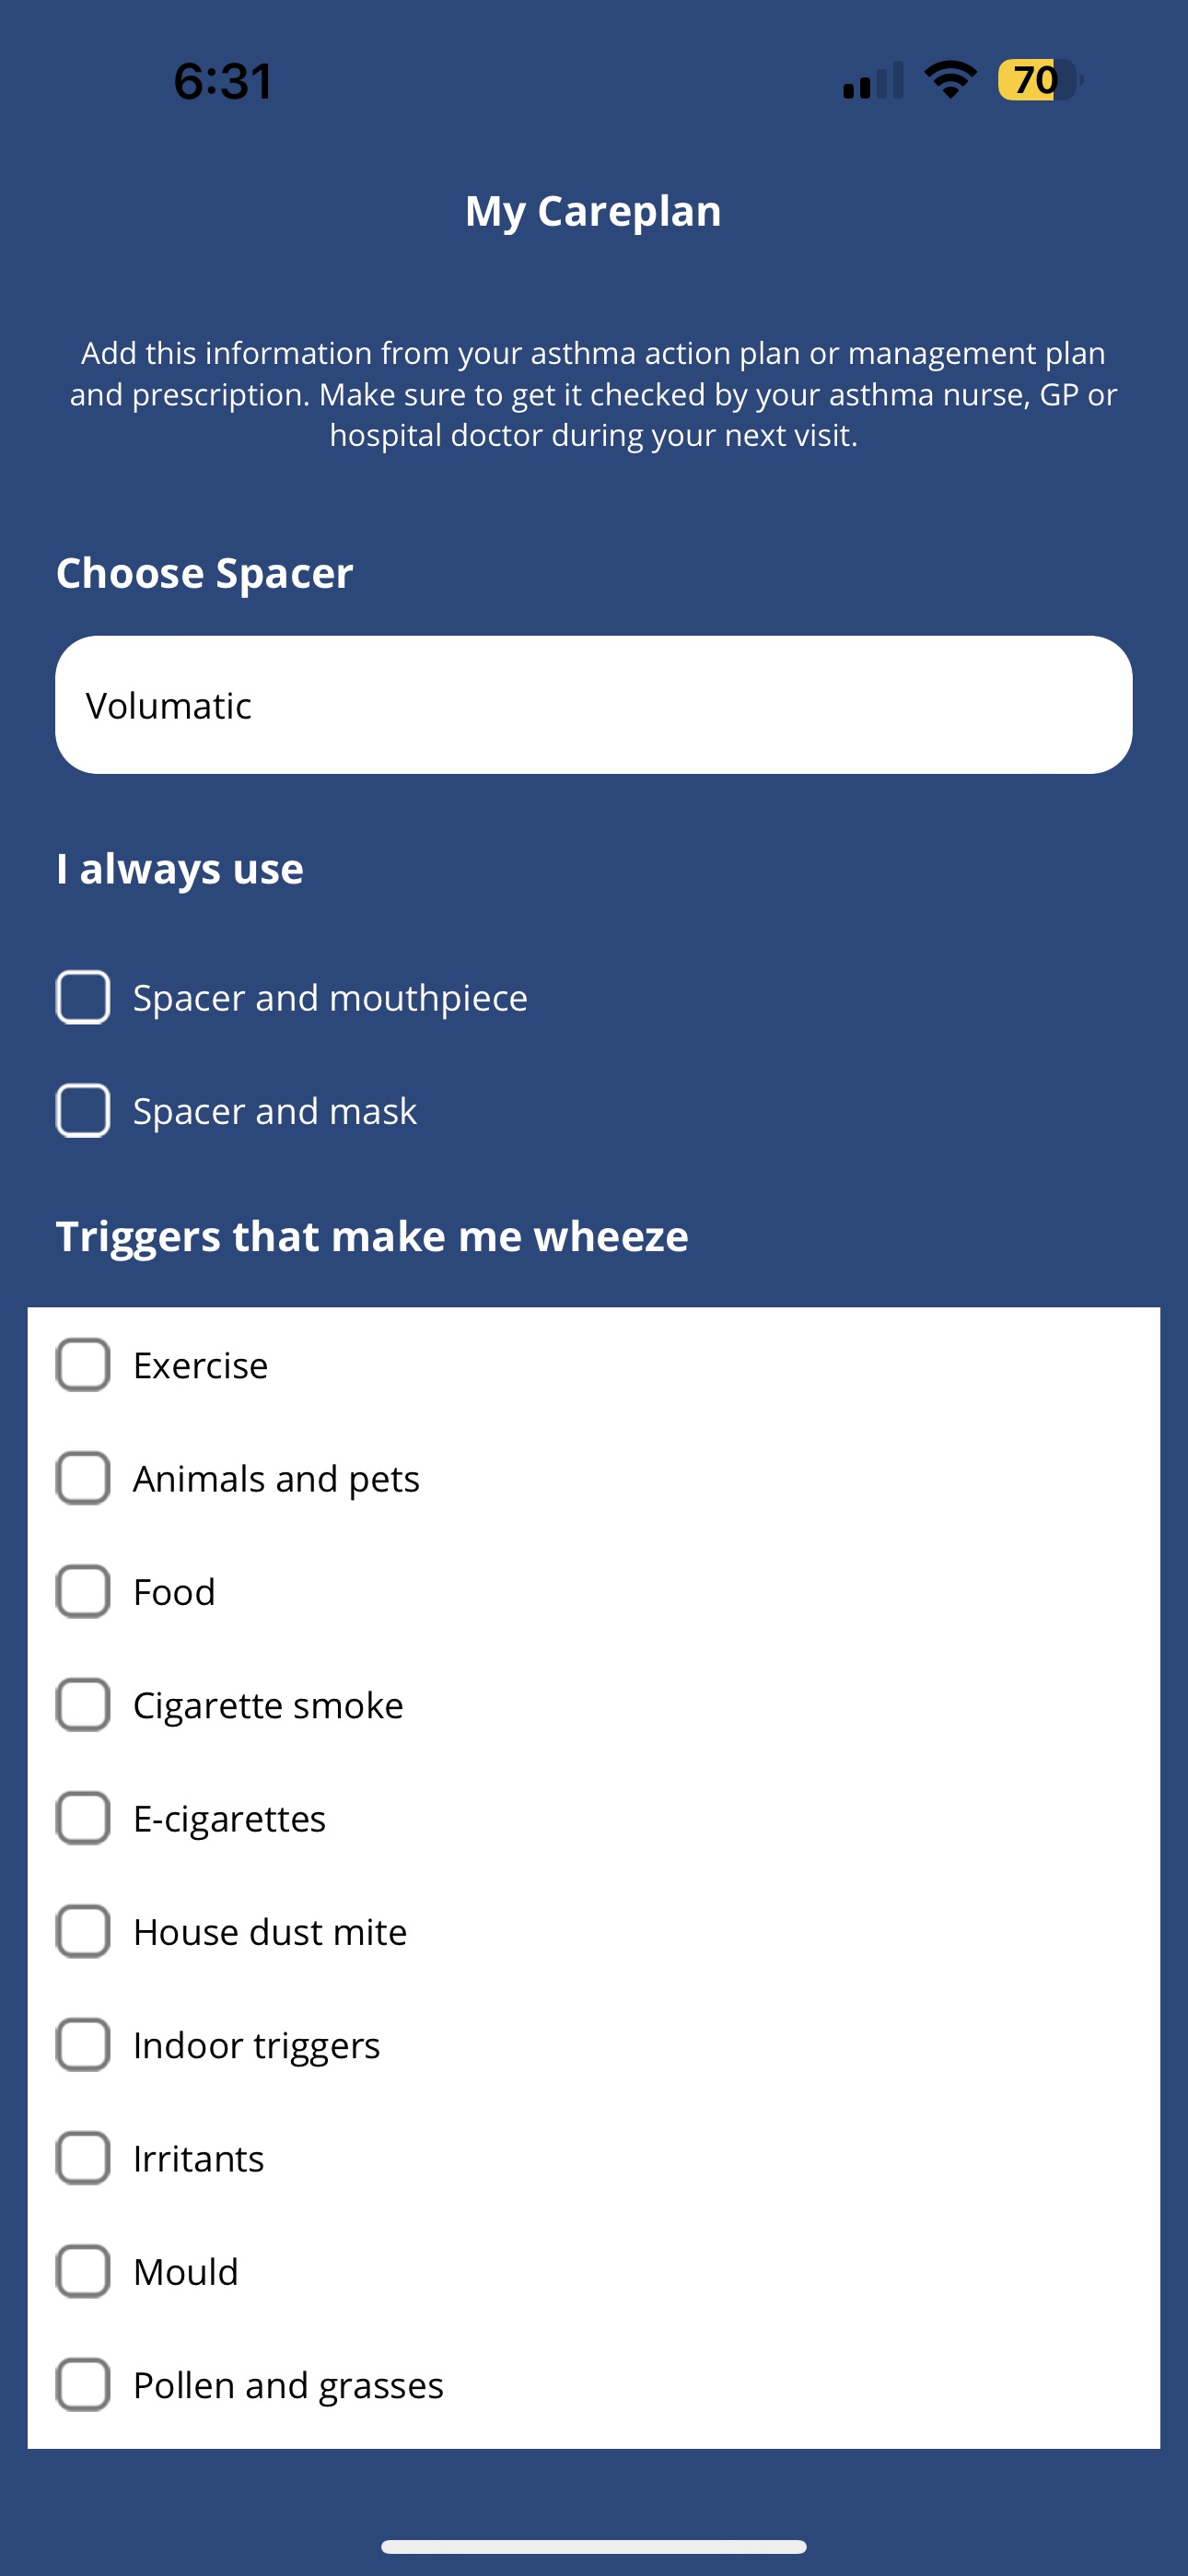 6:31
70
My Careplan
Add this information from your asthma action plan or management plan
and prescription. Make sure to get it checked by your asthma nurse, GP or
hospital doctor during your next visit.
Choose Spacer
Volumatic
I always use
Spacer and mouthpiece
Spacer and mask
Triggers that make me wheeze
Exercise
Animals and pets
Food
Cigarette smoke
E-cigarettes
House dust mite
Indoor triggers
Irritants
Mould
Pollen and grasses